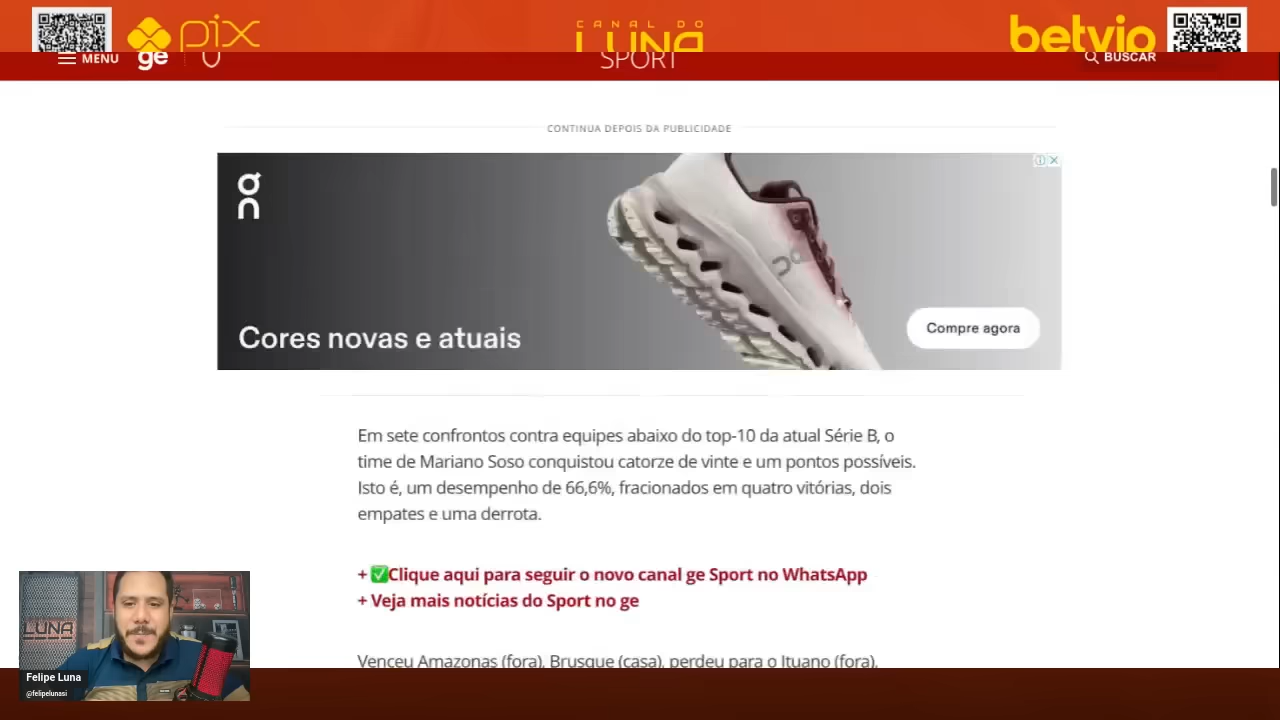 pix
CANAL DO
LUNA
betvip
MENU
ge
SPORT
BUSCAR
CONTINUA DEPOIS DA PUBLICIDADE
on
Cores novas e atuais
Compre agora
Em sete confrontos contra equipes abaixo do top-10 da atual Série B, o
time de Mariano Soso conquistou catorze de vinte e um pontos possíveis.
Isto é, um desempenho de 66,6%, fracionados em quatro vitórias, dois
empates e uma derrota.
+ ✅Clique aqui para seguir o novo canal ge Sport no WhatsApp
+ Veja mais notícias do Sport no ge
Venceu Amazonas (fora), Brusque (casa), perdeu para o Ituano (fora),
LUNA
Felipe Luna
@felipelunasi